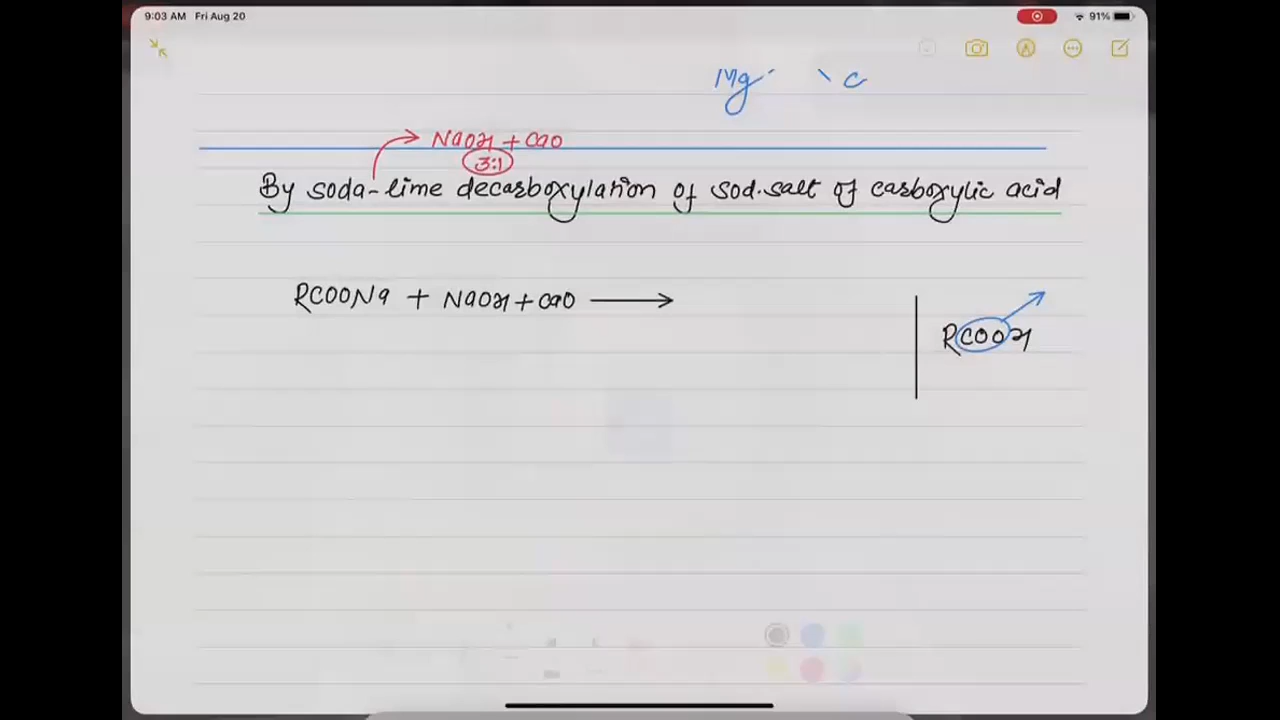 9:03 AM Fri Aug 20
91%
Mg
NaOH + CaO
3:1
By soda-lime decarboxylation of sod. salt of carboxylic acid
RCOONa + NaOH + CaO ⟶
RCOOH